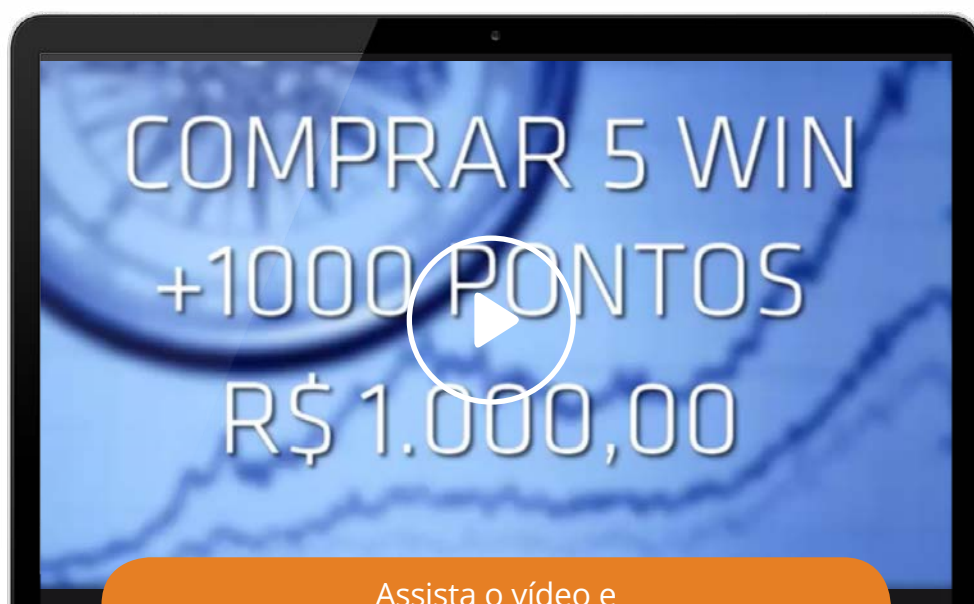 COMPRAR 5 WIN
+1000 PONTOS
R$ 1.000,00
Assista o vídeo e